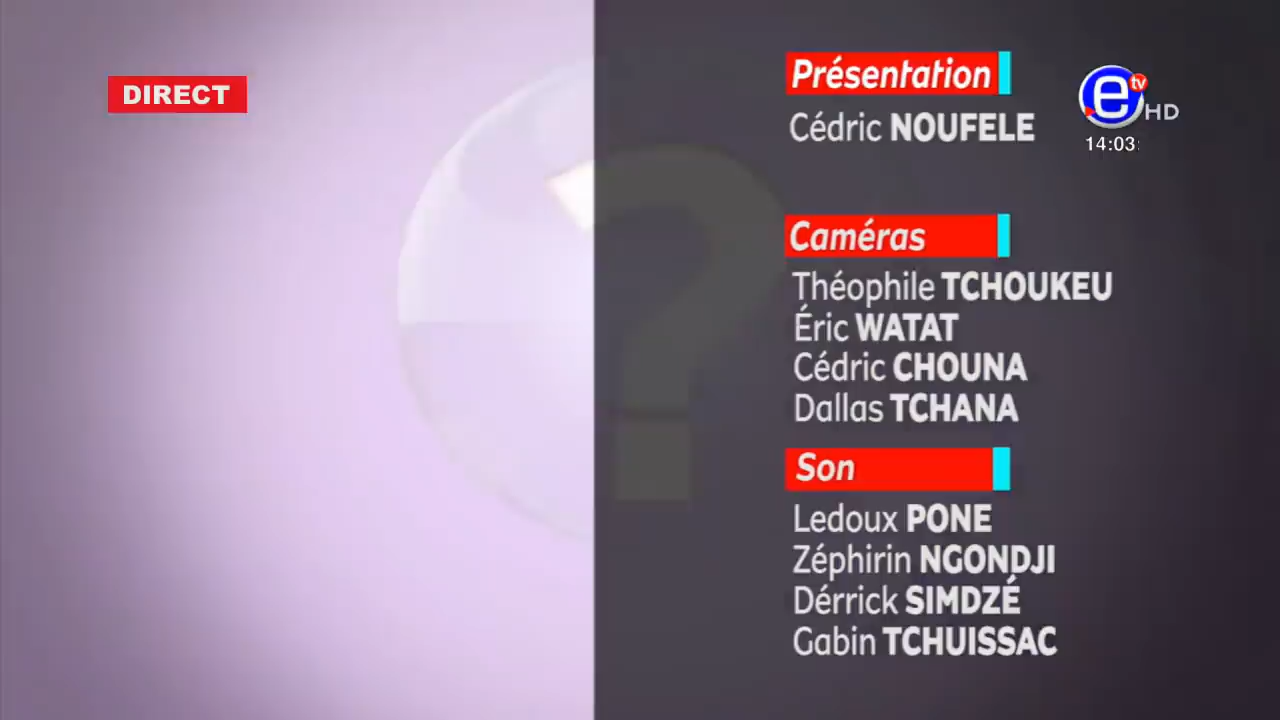 DIRECT
Présentation
Cédric NOUFELE
e tv HD
14:03:
Caméras
Théophile TCHOUKEU
Éric WATAT
Cédric CHOUNA
Dallas TCHANA
Son
Ledoux PONE
Zéphirin NGONDJI
Dérrick SIMDZÉ
Gabin TCHUISSAC
?